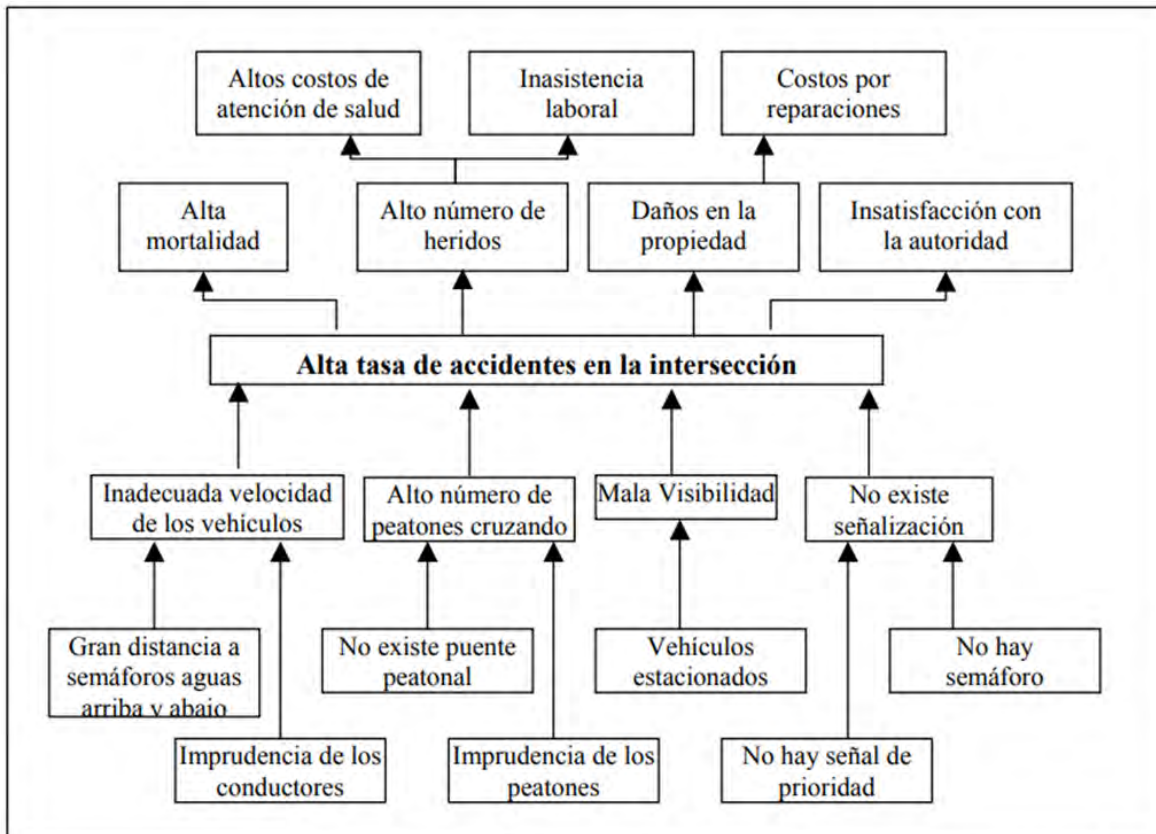 Altos costos de
atención de salud
Inasistencia
laboral
Costos por
reparaciones
Alta
mortalidad
Alto número de
heridos
Daños en la
propiedad
Insatisfacción con
la autoridad
Alta tasa de accidentes en la intersección
Inadecuada velocidad
de los vehículos
Alto número de
peatones cruzando
Mala Visibilidad
No existe
señalización
Gran distancia a
semáforos aguas
arriba y abajo
No existe puente
peatonal
Vehículos
estacionados
No hay
semáforo
Imprudencia de los
conductores
Imprudencia de los
peatones
No hay señal de
prioridad